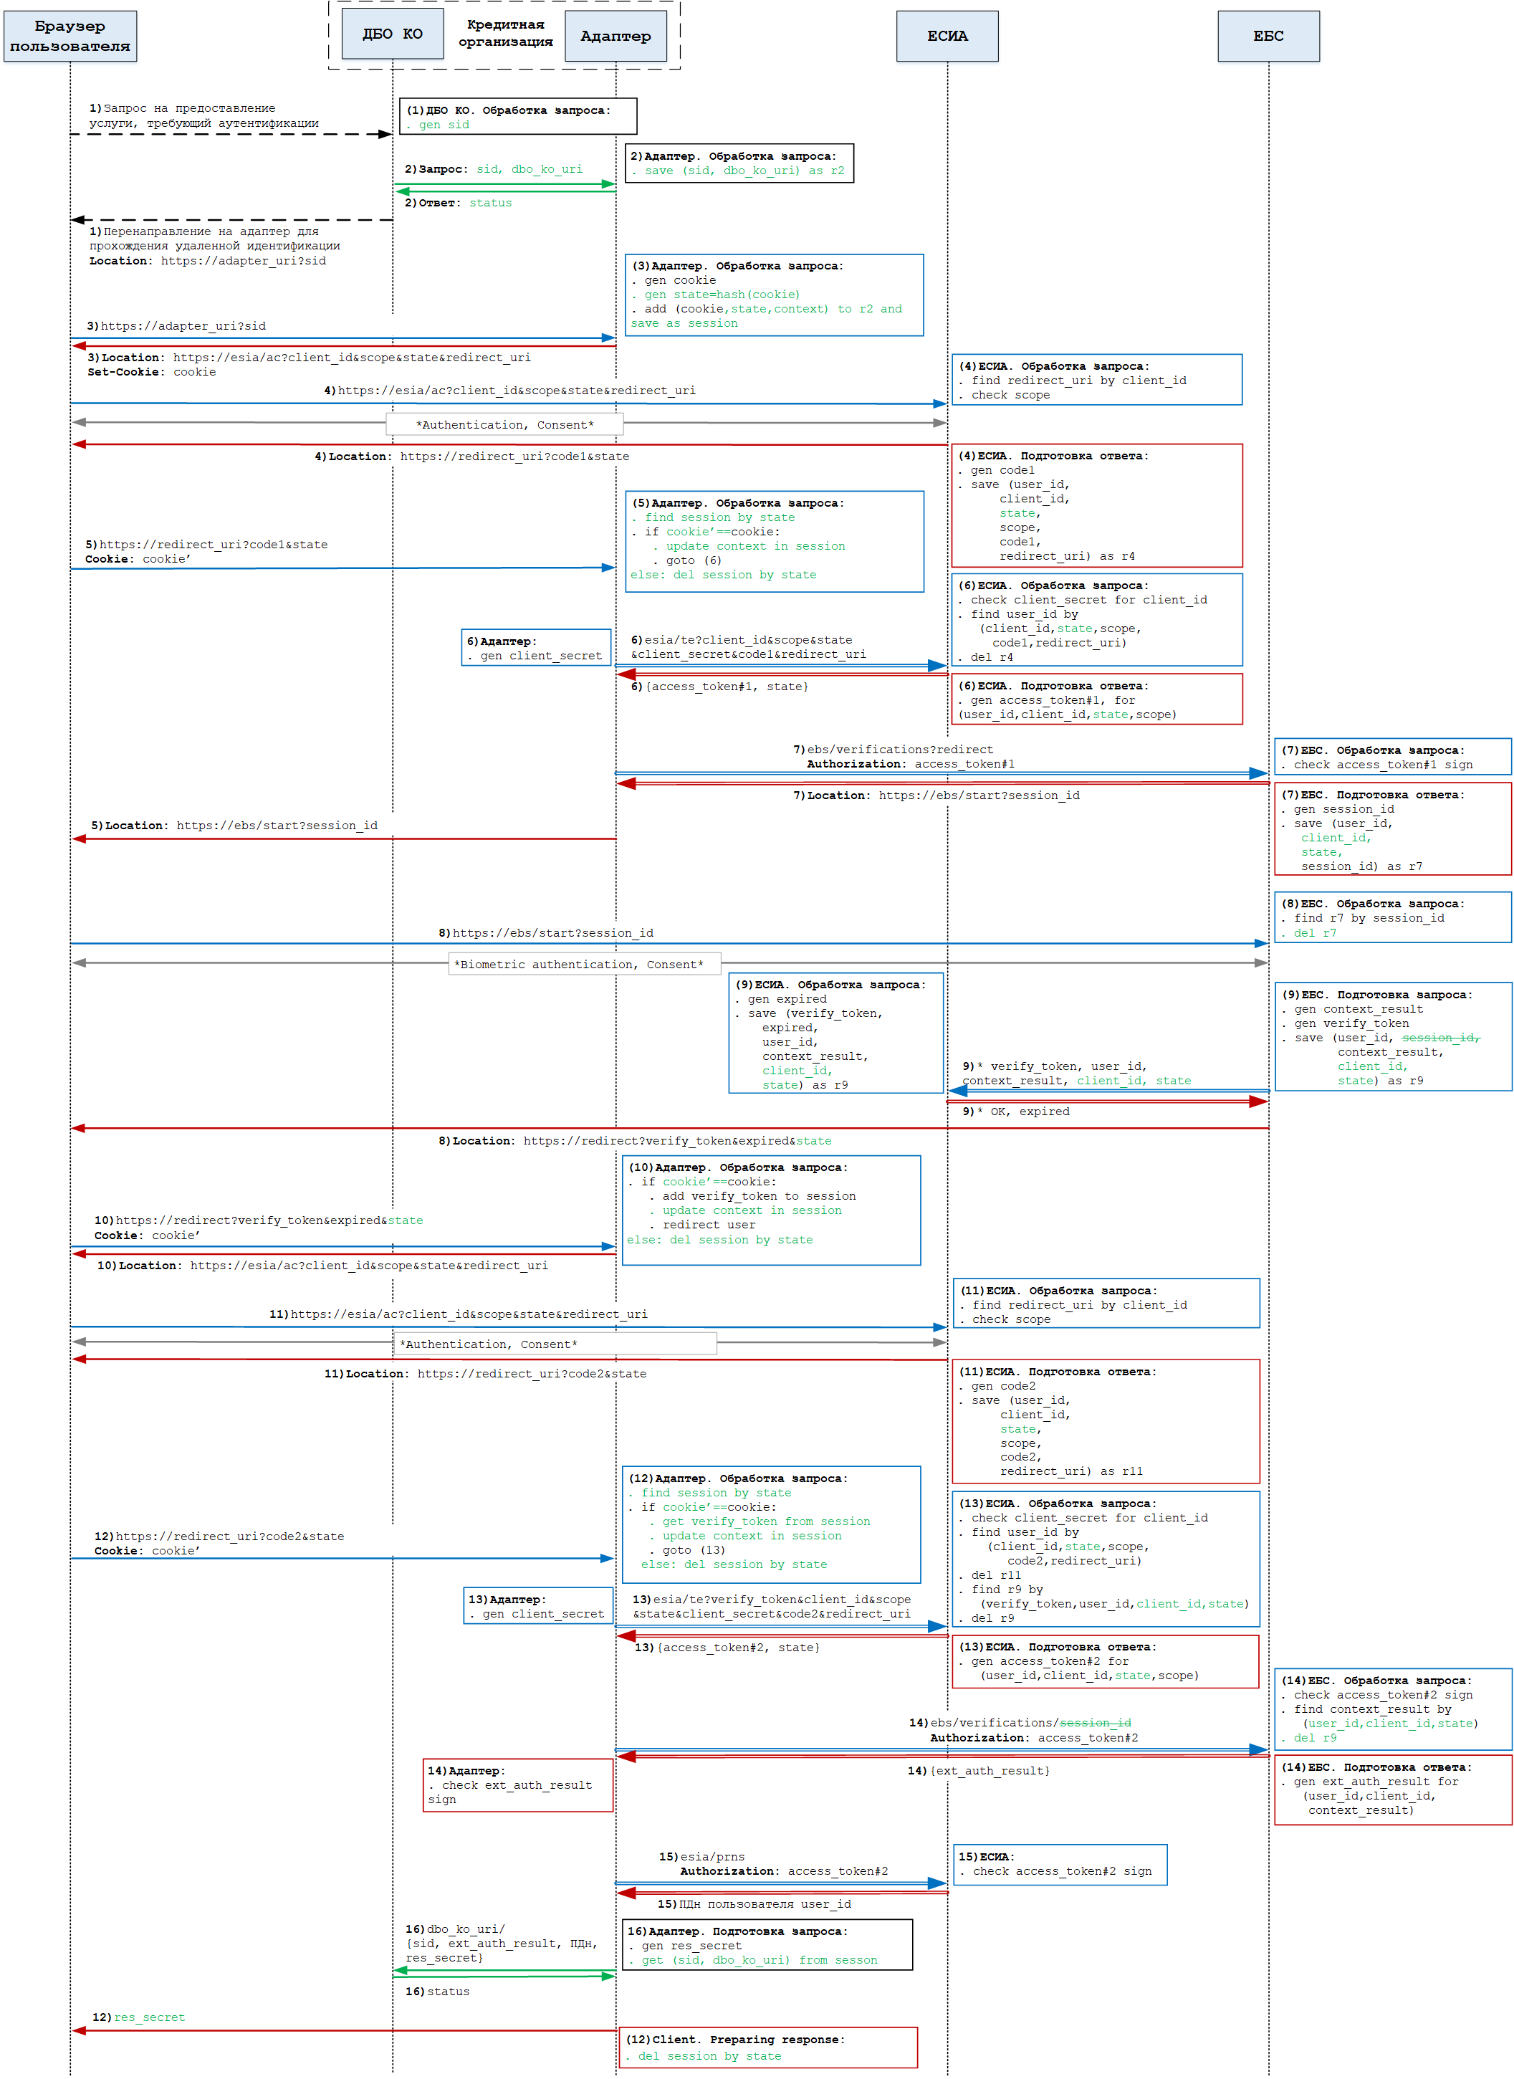 Браузер
пользователя
ДБО КО
Кредитная
организация
Адаптер
ЕСИА
ЕБС
1)Запрос на предоставление
услуги, требующий аутентификации
(1)ДБО КО. Обработка запроса:
. gen sid
2)Адаптер. Обработка запроса:
. save (sid, dbo_ko_uri) as r2
2)Запрос: sid, dbo_ko_uri
2)Ответ: status
1)Перенаправление на адаптер для
прохождения удаленной идентификации
Location: https://adapter_uri?sid
(3)Адаптер. Обработка запроса:
. gen cookie
. gen state=hash(cookie)
. add (cookie,state,context) to r2 and
save as session
3)https://adapter_uri?sid
3)Location: https://esia/ac?client_id&scope&state&redirect_uri
Set-Cookie: cookie
(4)ЕСИА. Обработка запроса:
. find redirect_uri by client_id
. check scope
4)https://esia/ac?client_id&scope&state&redirect_uri
*Authentication, Consent*
4)Location: https://redirect_uri?code1&state
(4)ЕСИА. Подготовка ответа:
. gen code1
. save (user_id,
client_id,
state,
scope,
code1,
redirect_uri) as r4
(5)Адаптер. Обработка запроса:
. find session by state
. if cookie’==cookie:
. update context in session
. goto (6)
else: del session by state
5)https://redirect_uri?code1&state
Cookie: cookie’
(6)ЕСИА. Обработка запроса:
. check client_secret for client_id
. find user_id by
(client_id,state,scope,
code1,redirect_uri)
. del r4
6)Адаптер:
. gen client_secret
6)esia/te?client_id&scope&state
&client_secret&code1&redirect_uri
6){access_token#1, state}
(6)ЕСИА. Подготовка ответа:
. gen access_token#1, for
(user_id,client_id,state,scope)
7)ebs/verifications?redirect
Authorization: access_token#1
(7)ЕБС. Обработка запроса:
. check access_token#1 sign
7)Location: https://ebs/start?session_id
(7)ЕБС. Подготовка ответа:
. gen session_id
. save (user_id,
client_id,
state,
session_id) as r7
5)Location: https://ebs/start?session_id
(8)ЕБС. Обработка запроса:
. find r7 by session_id
. del r7
8)https://ebs/start?session_id
*Biometric authentication, Consent*
(9)ЕСИА. Обработка запроса:
. gen expired
. save (verify_token,
expired,
user_id,
context_result,
client_id,
state) as r9
(9)ЕБС. Подготовка запроса:
. gen context_result
. gen verify_token
. save (user_id, session_id,
context_result,
client_id,
state) as r9
9)* verify_token, user_id,
context_result, client_id, state
9)* OK, expired
8)Location: https://redirect?verify_token&expired&state
(10)Адаптер. Обработка запроса:
. if cookie’==cookie:
. add verify_token to session
. update context in session
. redirect user
else: del session by state
10)https://redirect?verify_token&expired&state
Cookie: cookie’
10)Location: https://esia/ac?client_id&scope&state&redirect_uri
(11)ЕСИА. Обработка запроса:
. find redirect_uri by client_id
. check scope
11)https://esia/ac?client_id&scope&state&redirect_uri
*Authentication, Consent*
11)Location: https://redirect_uri?code2&state
(11)ЕСИА. Подготовка ответа:
. gen code2
. save (user_id,
client_id,
state,
scope,
code2,
redirect_uri) as r11
(12)Адаптер. Обработка запроса:
. find session by state
. if cookie’==cookie:
. get verify_token from session
. update context in session
. goto (13)
else: del session by state
12)https://redirect_uri?code2&state
Cookie: cookie’
(13)ЕСИА. Обработка запроса:
. check client_secret for client_id
. find user_id by
(client_id,state,scope,
code2,redirect_uri)
. del r11
. find r9 by
(verify_token,user_id,client_id,state)
. del r9
13)Адаптер:
. gen client_secret
13)esia/te?verify_token&client_id&scope
&state&client_secret&code2&redirect_uri
13){access_token#2, state}
(13)ЕСИА. Подготовка ответа:
. gen access_token#2 for
(user_id,client_id,state,scope)
(14)ЕБС. Обработка запроса:
. check access_token#2 sign
. find context_result by
(user_id,client_id,state)
. del r9
14)ebs/verifications/session_id
Authorization: access_token#2
14)Адаптер:
. check ext_auth_result
sign
14){ext_auth_result}
(14)ЕБС. Подготовка ответа:
. gen ext_auth_result for
(user_id,client_id,
context_result)
15)esia/prns
Authorization: access_token#2
15)ЕСИА:
. check access_token#2 sign
15)ПДн пользователя user_id
16)dbo_ko_uri/
{sid, ext_auth_result, ПДн,
res_secret}
16)Адаптер. Подготовка запроса:
. gen res_secret
. get (sid, dbo_ko_uri) from sesson
16)status
12)res_secret
(12)Client. Preparing response:
. del session by state